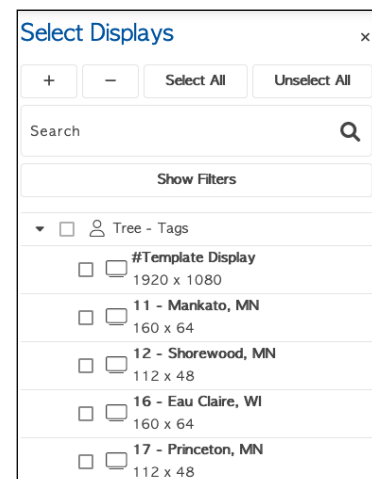 Select Displays ×
+ − Select All Unselect All
Search
Show Filters
Tree - Tags
#Template Display
1920 x 1080
11 - Mankato, MN
160 x 64
12 - Shorewood, MN
112 x 48
16 - Eau Claire, WI
160 x 64
17 - Princeton, MN
112 x 48